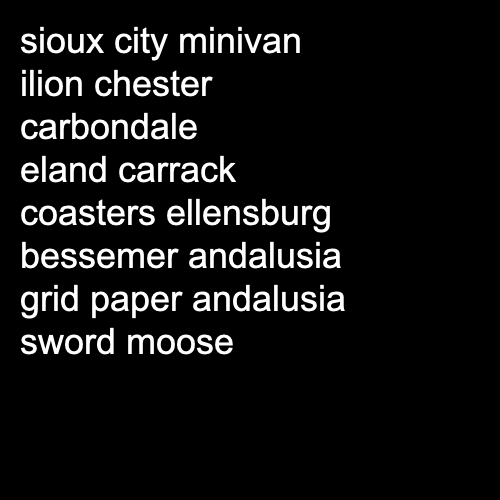 sioux city minivan
ilion chester
carbondale
eland carrack
coasters ellensburg
bessemer andalusia
grid paper andalusia
sword moose